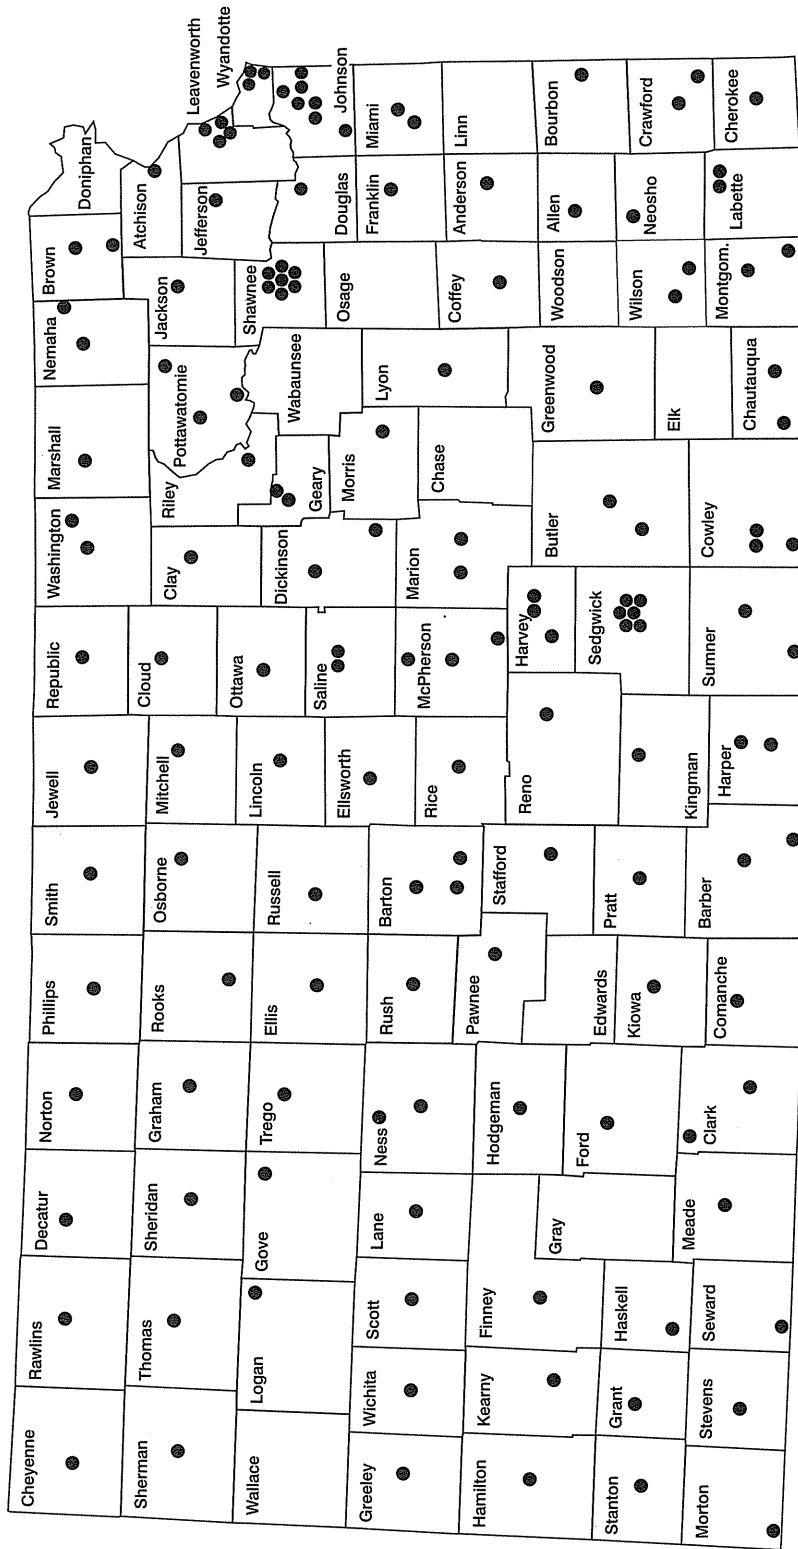 Cheyenne
Rawlins
Decatur
Norton
Phillips
Smith
Jewell
Republic
Washington
Marshall
Nemaha
Brown
Doniphan
Sherman
Thomas
Sheridan
Graham
Rooks
Osborne
Mitchell
Cloud
Clay
Riley
Pottawatomie
Jackson
Atchison
Jefferson
Leavenworth
Wyandotte
Wallace
Logan
Gove
Trego
Ellis
Russell
Lincoln
Ottawa
Saline
Dickinson
Geary
Wabaunsee
Shawnee
Douglas
Johnson
Greeley
Wichita
Scott
Lane
Ness
Rush
Barton
Ellsworth
Rice
McPherson
Marion
Morris
Chase
Lyon
Osage
Coffey
Franklin
Miami
Anderson
Linn
Hamilton
Kearny
Finney
Gray
Hodgeman
Ford
Pawnee
Edwards
Stafford
Reno
Harvey
Sedgwick
Butler
Greenwood
Woodson
Allen
Bourbon
Stanton
Grant
Haskell
Kiowa
Pratt
Kingman
Elk
Wilson
Neosho
Crawford
Morton
Stevens
Seward
Meade
Clark
Comanche
Barber
Harper
Sumner
Cowley
Chautauqua
Montgom.
Labette
Cherokee